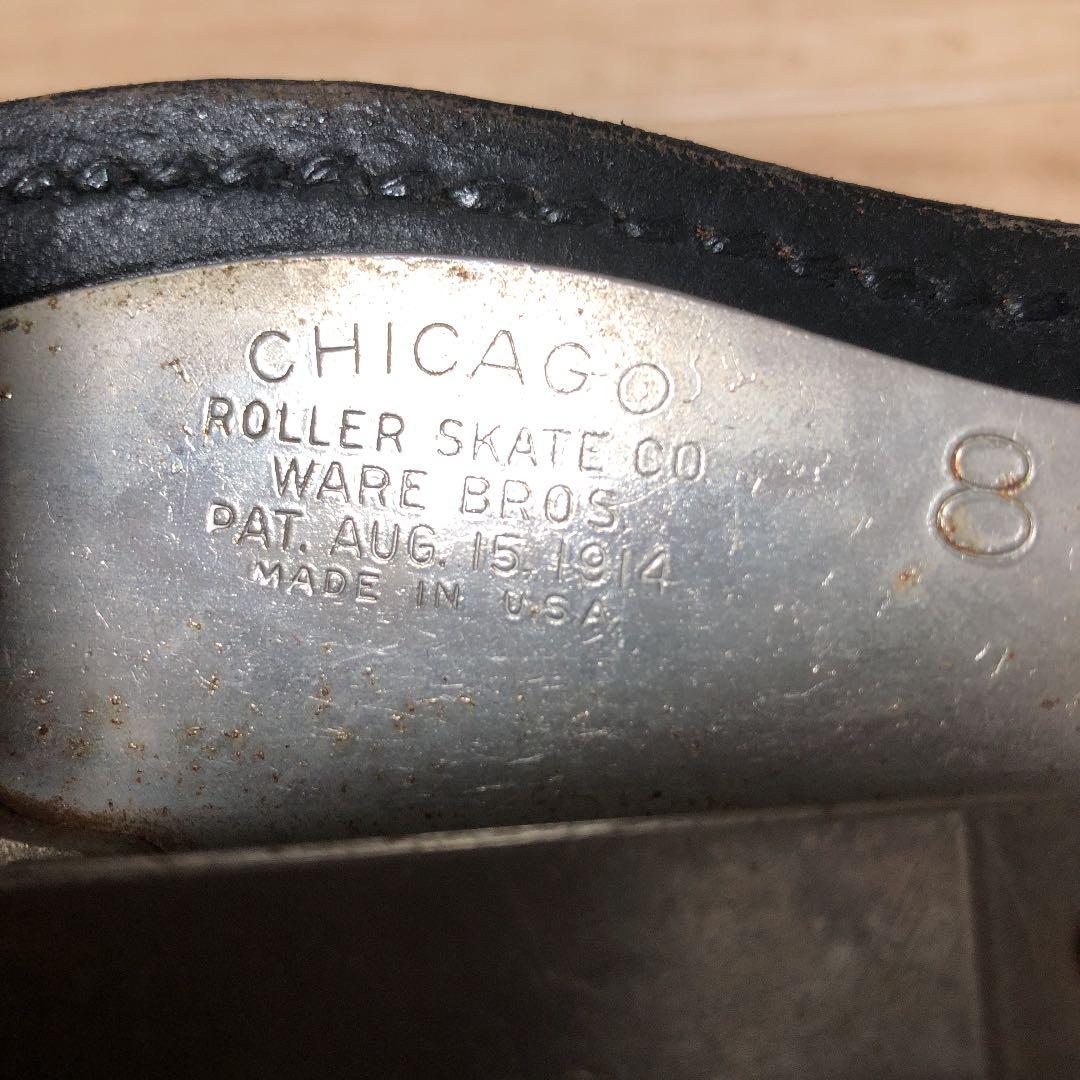 CHICAGO
ROLLER SKATE CO
WARE BROS.
PAT. AUG. 15. 1914
MADE IN U.S.A.
8